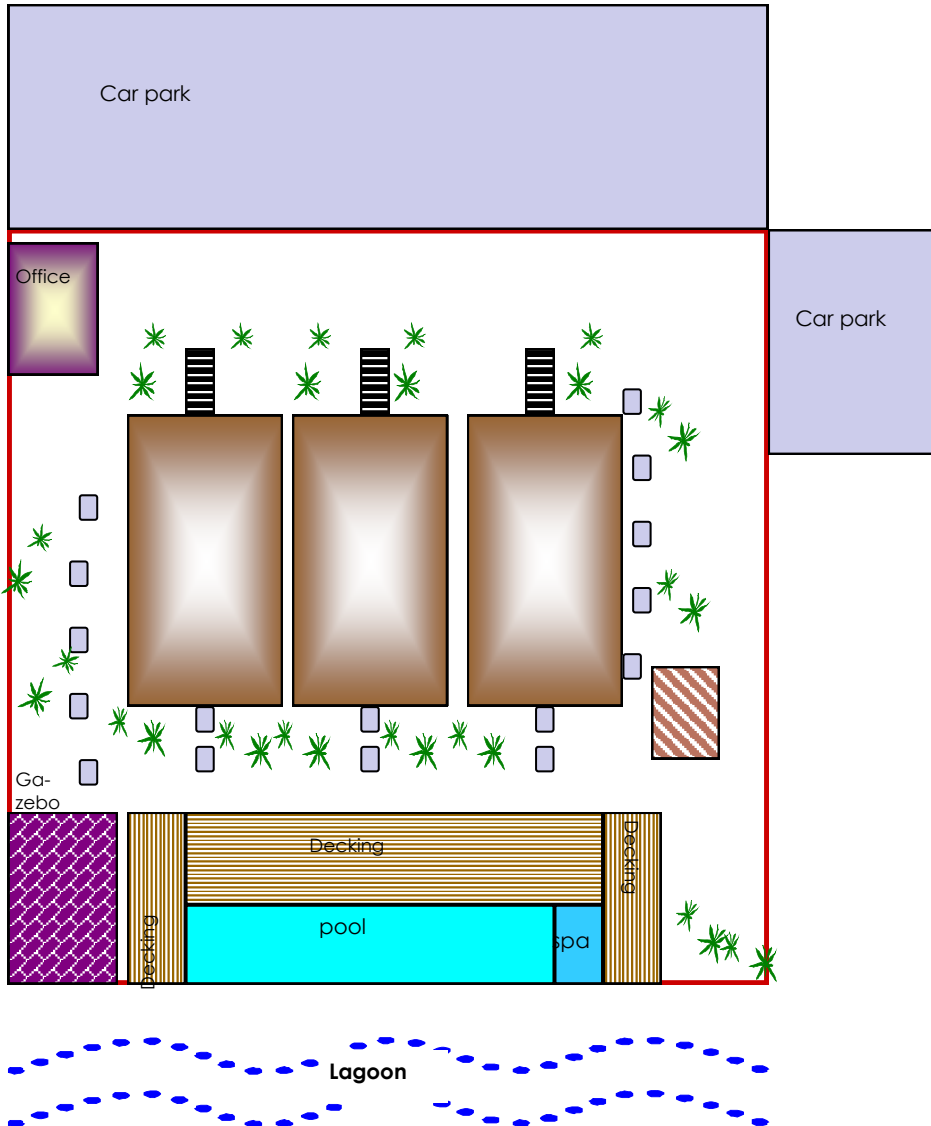 Car park
Office
Car park
Ga-
zebo
Decking
Decking
Decking
pool
spa
Lagoon